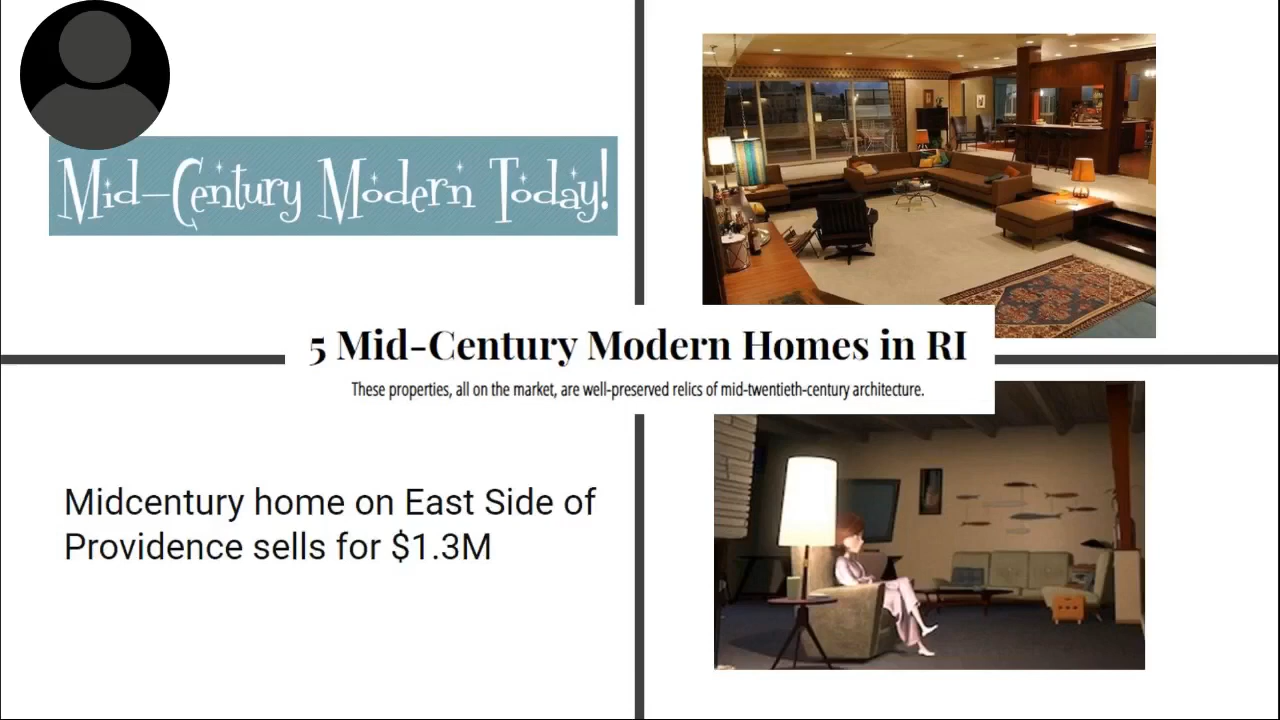 Mid-Century Modern Today!
5 Mid-Century Modern Homes in RI
These properties, all on the market, are well-preserved relics of mid-twentieth-century architecture.
Midcentury home on East Side of
Providence sells for $1.3M